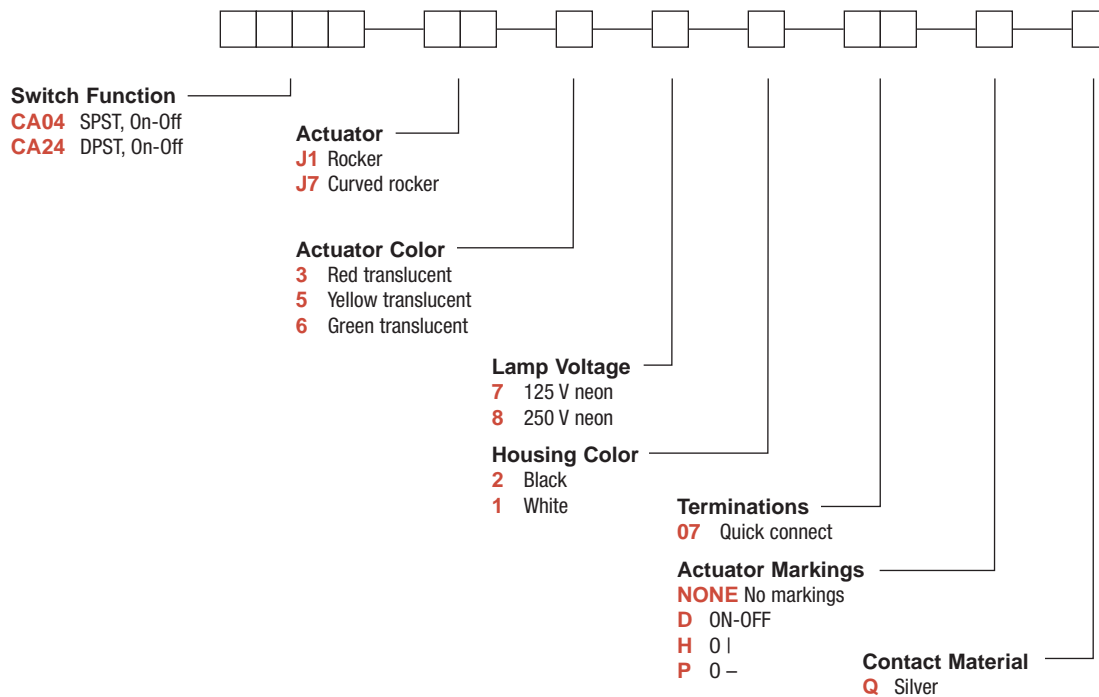 Switch Function
CA04 SPST, On-Off
CA24 DPST, On-Off
Actuator
J1 Rocker
J7 Curved rocker
Actuator Color
3 Red translucent
5 Yellow translucent
6 Green translucent
Lamp Voltage
7 125 V neon
8 250 V neon
Housing Color
2 Black
1 White
Terminations
07 Quick connect
Actuator Markings
NONE No markings
D ON-OFF
H O |
P O –
Contact Material
Q Silver